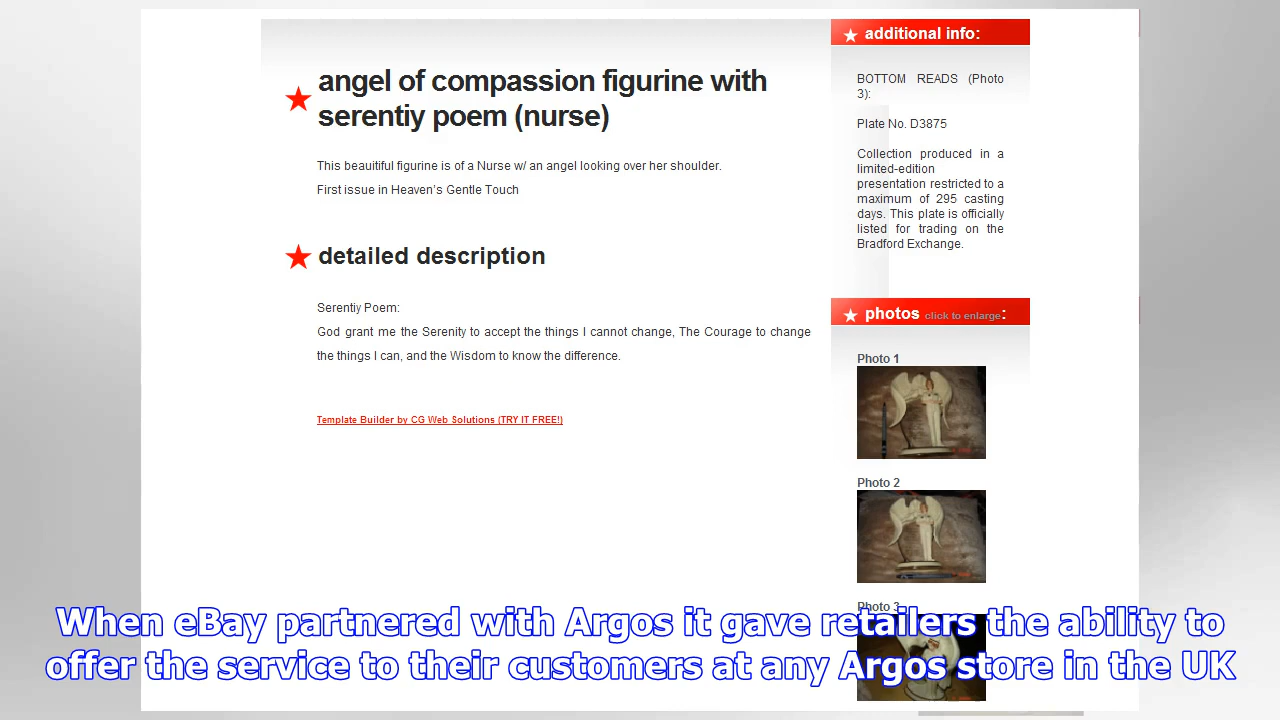 angel of compassion figurine with
serentiy poem (nurse)
This beauitiful figurine is of a Nurse w/ an angel looking over her shoulder.
First issue in Heaven's Gentle Touch
detailed description
Serentiy Poem:
God grant me the Serenity to accept the things I cannot change, The Courage to change
the things I can, and the Wisdom to know the difference.
Template Builder by CG Web Solutions (TRY IT FREE!)
additional info:
BOTTOM READS (Photo
3):
Plate No. D3875
Collection produced in a
limited-edition
presentation restricted to a
maximum of 295 casting
days. This plate is officially
listed for trading on the
Bradford Exchange.
photos click to enlarge:
Photo 1
Photo 2
Photo 3
When eBay partnered with Argos it gave retailers the ability to
offer the service to their customers at any Argos store in the UK